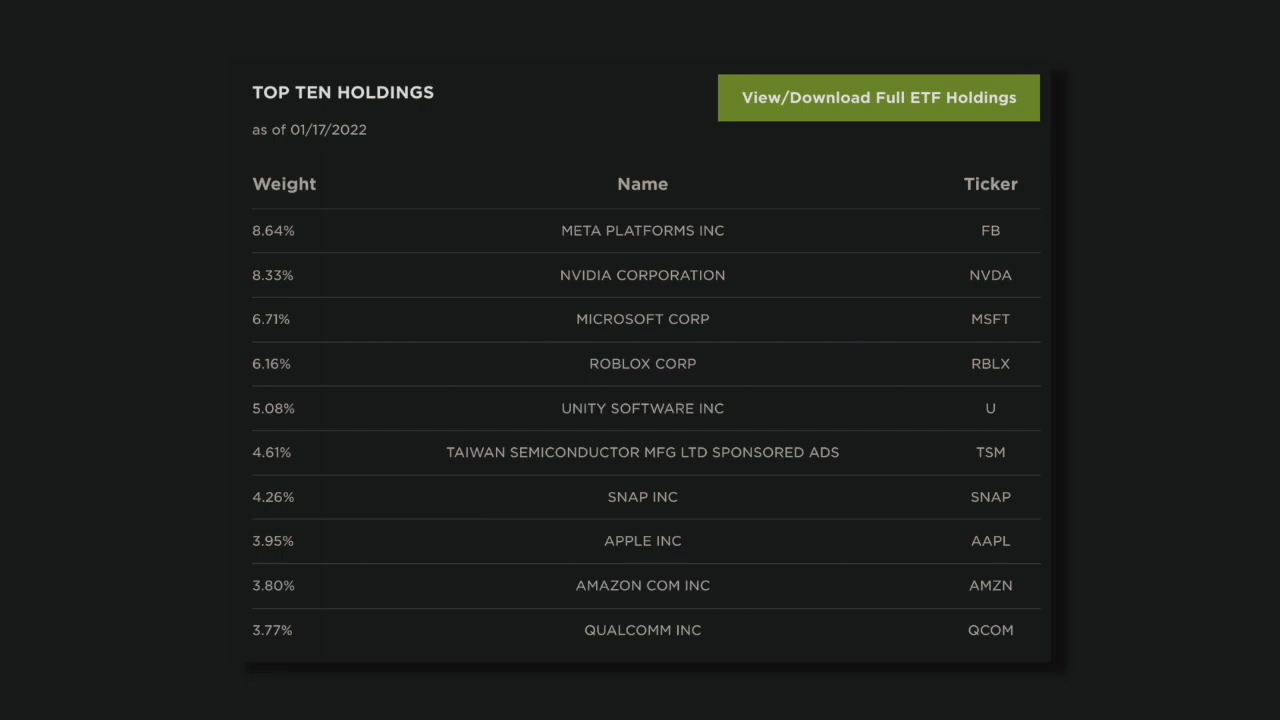 TOP TEN HOLDINGS
View/Download Full ETF Holdings
as of 01/17/2022
Weight Name Ticker
8.64% META PLATFORMS INC FB
8.33% NVIDIA CORPORATION NVDA
6.71% MICROSOFT CORP MSFT
6.16% ROBLOX CORP RBLX
5.08% UNITY SOFTWARE INC U
4.61% TAIWAN SEMICONDUCTOR MFG LTD SPONSORED ADS TSM
4.26% SNAP INC SNAP
3.95% APPLE INC AAPL
3.80% AMAZON COM INC AMZN
3.77% QUALCOMM INC QCOM